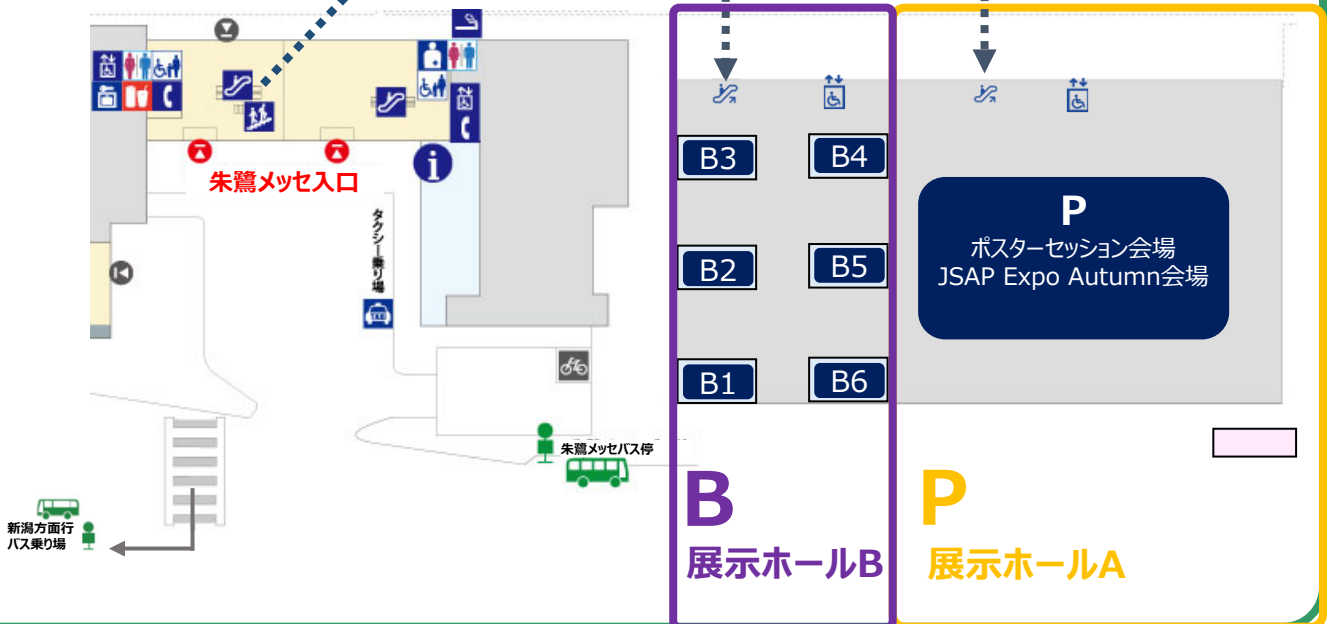 朱鷺メッセ入口
タクシー乗り場
朱鷺メッセバス停
新潟方面行
バス乗り場
B3
B4
B2
B5
B1
B6
B
展示ホールB
P
ポスターセッション会場
JSAP Expo Autumn会場
P
展示ホールA